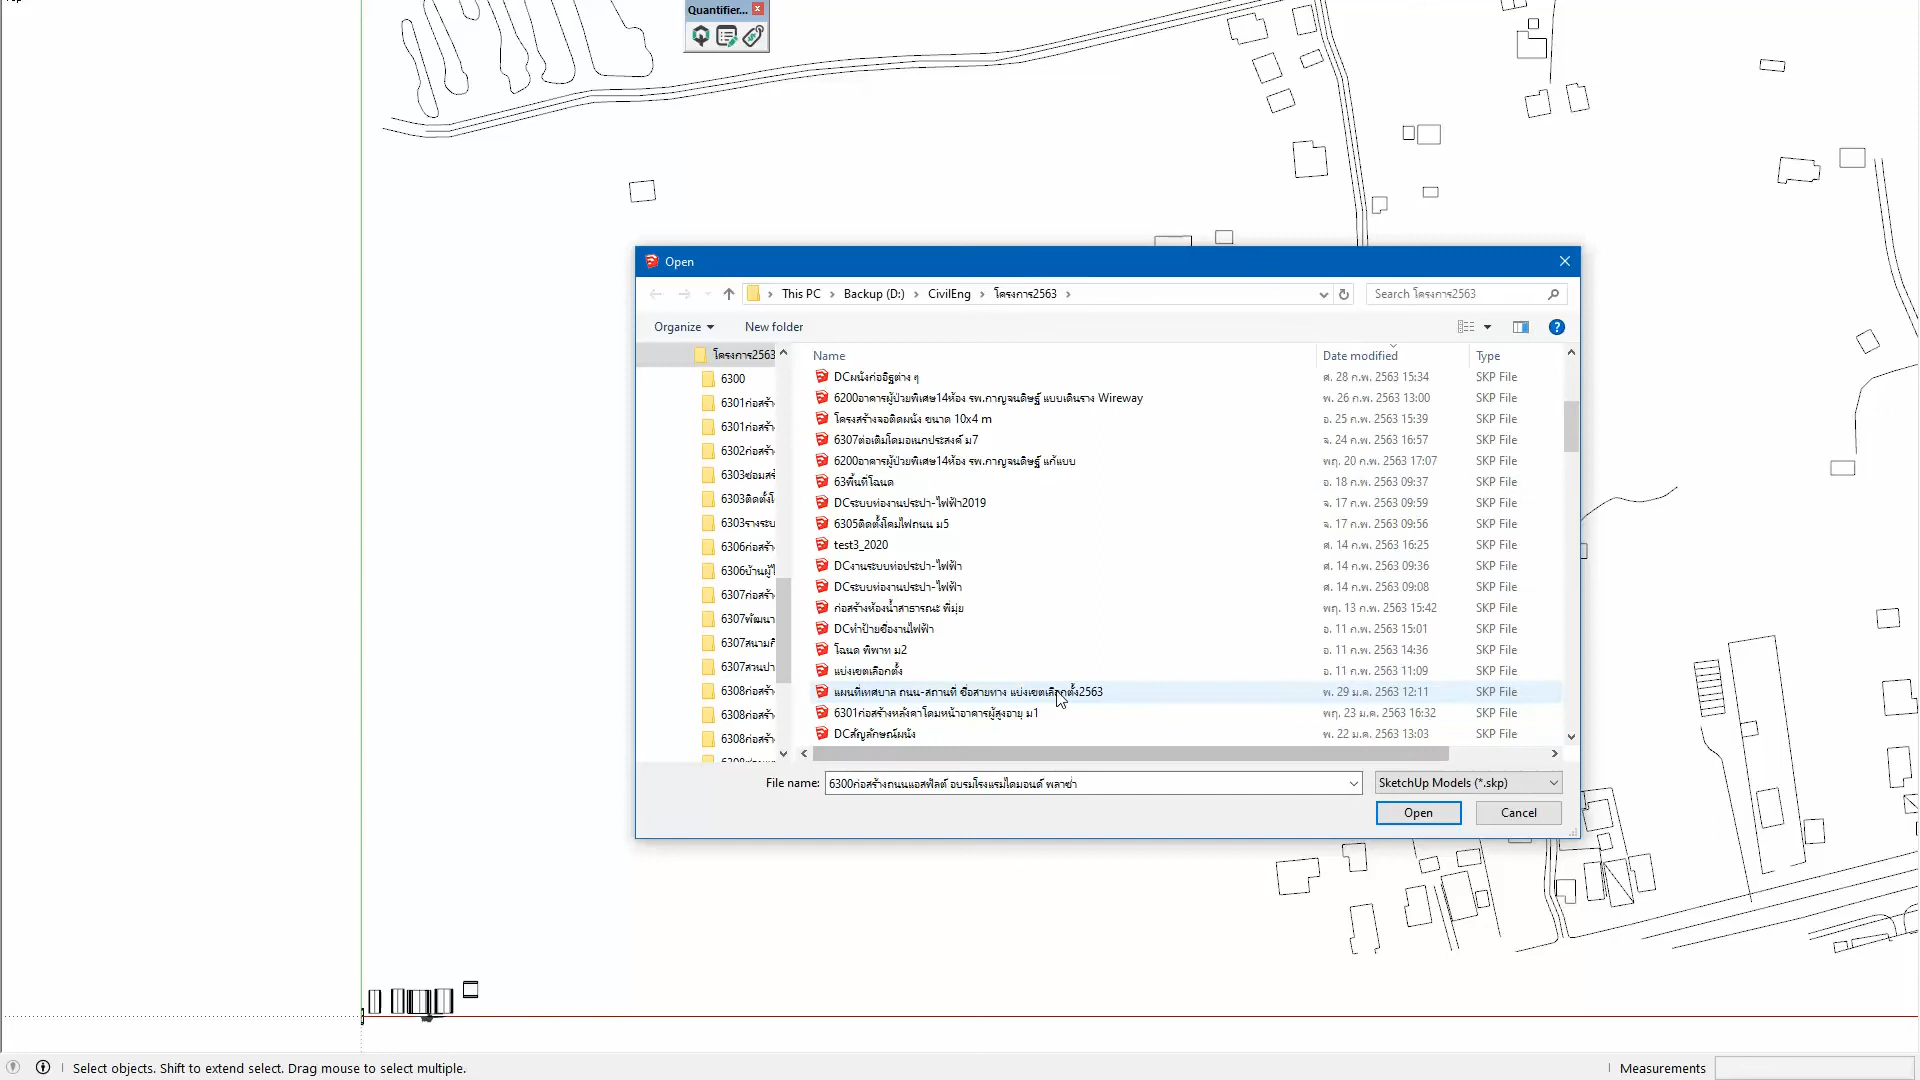 Quantifier...
Open
This PC > Backup (D:) > CivilEng > โครงการ2563 >
Search โครงการ2563
Organize
New folder
โครงการ2563
6300
6301ก่อสร้า
6301ก่อสร้า
6302ก่อสร้า
6303ซ่อมสร้
6303ติดตั้งโ
6303รางระบ
6306ก่อสร้า
6306บ้านผู้ใ
6307ก่อสร้า
6307พัฒนา
6307สนามกี
6307สวนปา
6308ก่อสร้า
6308ก่อสร้า
6308ก่อสร้า
Name Date modified Type
DCผนังก่ออิฐต่าง ๆ ศ. 28 ก.พ. 2563 15:34 SKP File
6200อาคารผู้ป่วยพิเศษ14ห้อง รพ.กาญจนดิษฐ์ แบบเดินราง Wireway พ. 26 ก.พ. 2563 13:00 SKP File
โครงสร้างจอติดผนัง ขนาด 10x4 m อ. 25 ก.พ. 2563 15:39 SKP File
6307ต่อเติมโดมอเนกประสงค์ ม7 จ. 24 ก.พ. 2563 16:57 SKP File
6200อาคารผู้ป่วยพิเศษ14ห้อง รพ.กาญจนดิษฐ์ แก้แบบ พฤ. 20 ก.พ. 2563 17:07 SKP File
63พื้นที่โฉนด อ. 18 ก.พ. 2563 09:37 SKP File
DCระบบท่องานประปา-ไฟฟ้า2019 จ. 17 ก.พ. 2563 09:59 SKP File
6305ติดตั้งโคมไฟถนน ม5 จ. 17 ก.พ. 2563 09:56 SKP File
test3_2020 ศ. 14 ก.พ. 2563 16:25 SKP File
DCงานระบบท่อประปา-ไฟฟ้า ศ. 14 ก.พ. 2563 09:36 SKP File
DCระบบท่องานประปา-ไฟฟ้า ศ. 14 ก.พ. 2563 09:08 SKP File
ก่อสร้างห้องน้ำสาธารณะ พี่มุ่ย พฤ. 13 ก.พ. 2563 15:42 SKP File
DCทำป้ายชื่องานไฟฟ้า อ. 11 ก.พ. 2563 15:01 SKP File
โฉนด พิพาท ม2 อ. 11 ก.พ. 2563 14:36 SKP File
แบ่งเขตเลือกตั้ง อ. 11 ก.พ. 2563 11:09 SKP File
แผนที่เทศบาล ถนน-สถานที่ ชื่อสายทาง แบ่งเขตเลือกตั้ง2563 พ. 29 ม.ค. 2563 12:11 SKP File
6301ก่อสร้างหลังคาโดมหน้าอาคารผู้สูงอายุ ม1 พฤ. 23 ม.ค. 2563 16:32 SKP File
DCสัญลักษณ์ผนัง พ. 22 ม.ค. 2563 13:03 SKP File
File name: 6300ก่อสร้างถนนแอสฟัลต์ อบรมโรงแรมไดมอนด์ พลาซ่า
SketchUp Models (*.skp)
Open
Cancel
Select objects. Shift to extend select. Drag mouse to select multiple.
Measurements